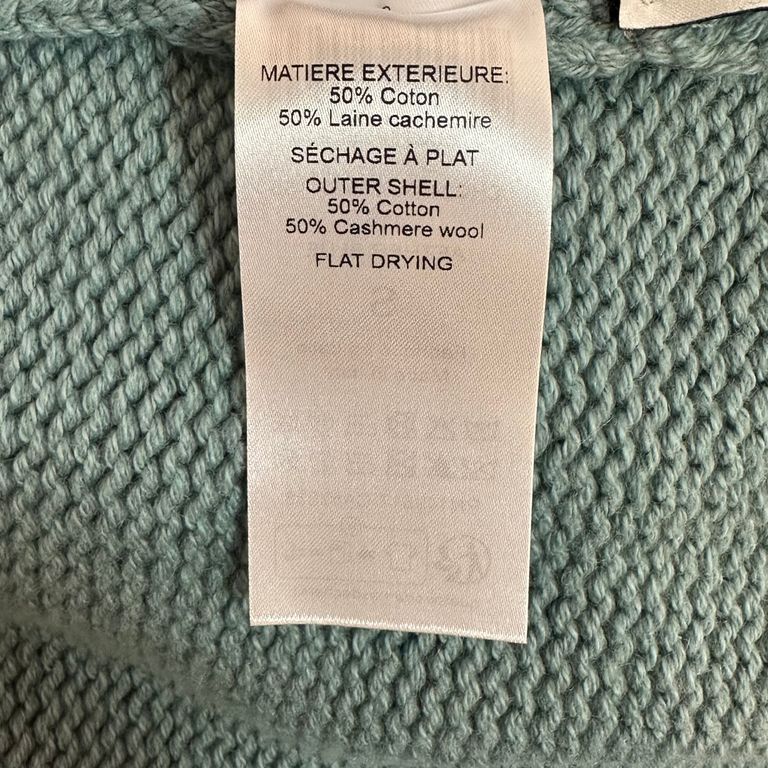 MATIERE EXTERIEURE:
50% Coton
50% Laine cachemire
SÉCHAGE À PLAT
OUTER SHELL:
50% Cotton
50% Cashmere wool
FLAT DRYING